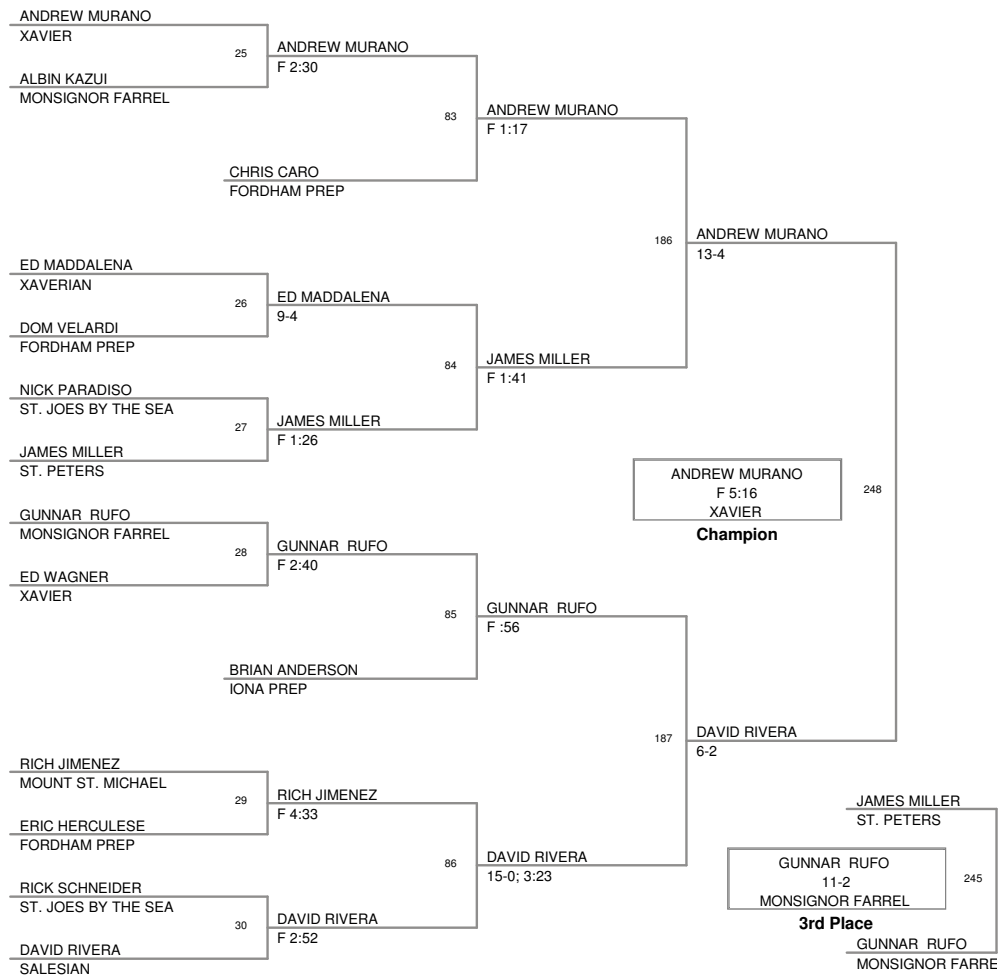 ANDREW MURANO
XAVIER
25
ANDREW MURANO
F 2:30
ALBIN KAZUI
MONSIGNOR FARREL
83
ANDREW MURANO
F 1:17
CHRIS CARO
FORDHAM PREP
186
ANDREW MURANO
13-4
ED MADDALENA
XAVERIAN
26
ED MADDALENA
9-4
DOM VELARDI
FORDHAM PREP
84
JAMES MILLER
F 1:41
NICK PARADISO
ST. JOES BY THE SEA
27
JAMES MILLER
F 1:26
JAMES MILLER
ST. PETERS
ANDREW MURANO
F 5:16
XAVIER
248
Champion
GUNNAR  RUFO
MONSIGNOR FARREL
28
GUNNAR  RUFO
F 2:40
ED WAGNER
XAVIER
85
GUNNAR  RUFO
F :56
BRIAN ANDERSON
IONA PREP
187
DAVID RIVERA
6-2
RICH JIMENEZ
MOUNT ST. MICHAEL
29
RICH JIMENEZ
F 4:33
ERIC HERCULESE
FORDHAM PREP
86
DAVID RIVERA
15-0; 3:23
RICK SCHNEIDER
ST. JOES BY THE SEA
30
DAVID RIVERA
F 2:52
DAVID RIVERA
SALESIAN
JAMES MILLER
ST. PETERS
GUNNAR  RUFO
11-2
MONSIGNOR FARREL
245
3rd Place
GUNNAR  RUFO
MONSIGNOR FARRE